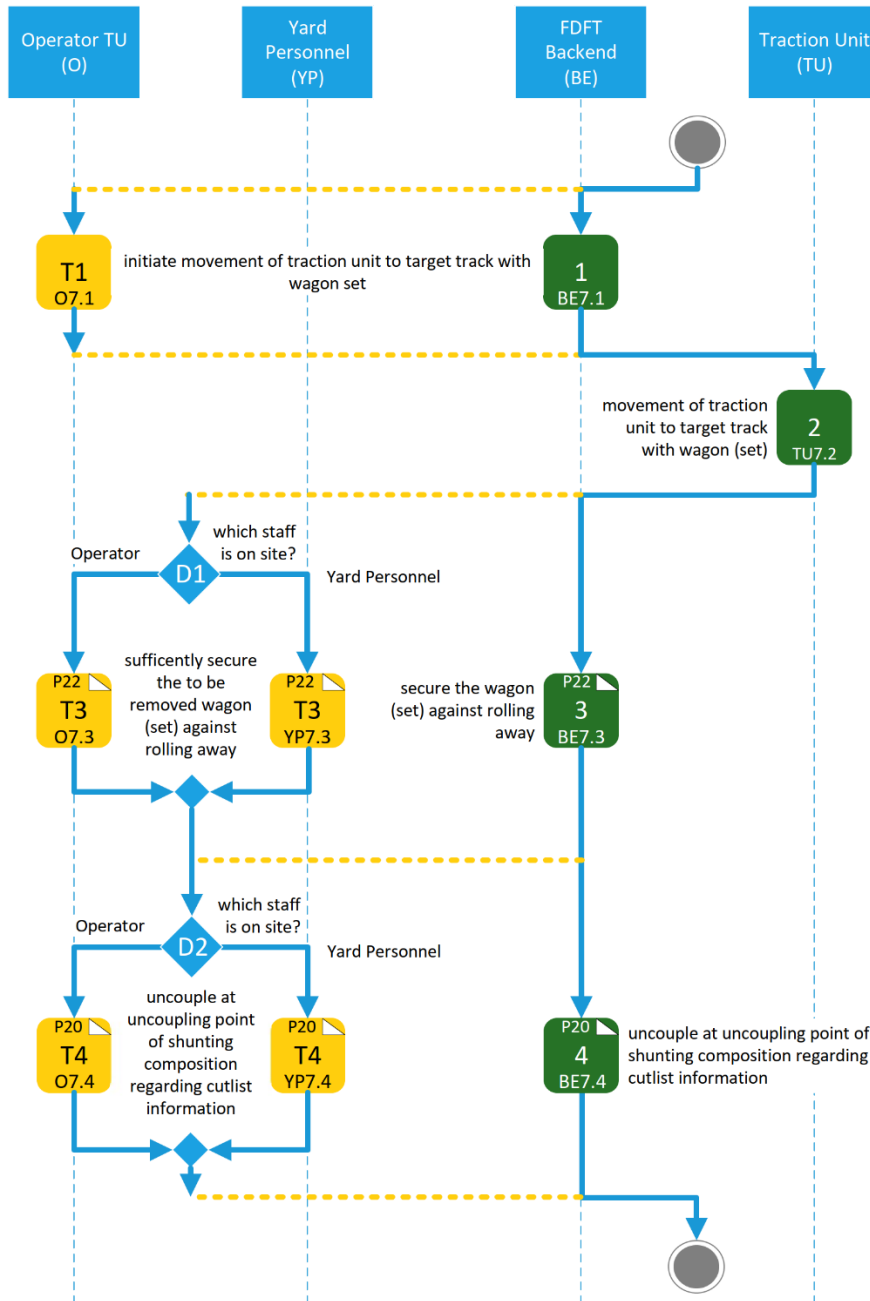 Operator TU
(O)
Yard
Personnel
(YP)
FDFT
Backend
(BE)
Traction Unit
(TU)
T1
O7.1
initiate movement of traction unit to target track with
wagon set
1
BE7.1
movement of traction
unit to target track
with wagon (set)
2
TU7.2
which staff
is on site?
Operator
D1
Yard Personnel
P22
T3
O7.3
sufficently secure
the to be
removed wagon
(set) against
rolling away
P22
T3
YP7.3
secure the wagon
(set) against rolling
away
P22
3
BE7.3
which staff
is on site?
Operator
D2
Yard Personnel
P20
T4
O7.4
uncouple at
uncoupling point
of shunting
composition
regarding cutlist
information
P20
T4
YP7.4
P20
4
BE7.4
uncouple at uncoupling point of
shunting composition regarding
cutlist information